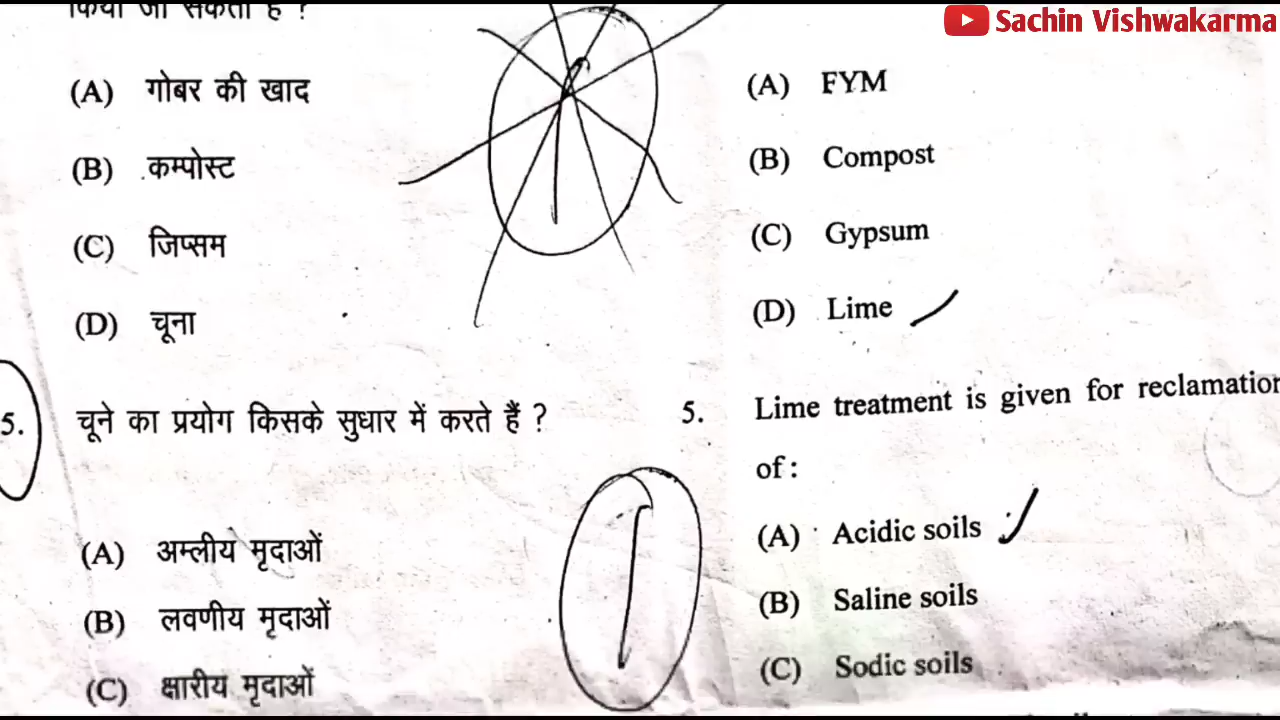 Sachin Vishwakarma
किया जा सकता है ?
(A) गोबर की खाद
(B) कम्पोस्ट
(C) जिप्सम
(D) चूना
5. चूने का प्रयोग किसके सुधार में करते हैं ?
(A) अम्लीय मृदाओं
(B) लवणीय मृदाओं
(C) क्षारीय मृदाओं
(A) FYM
(B) Compost
(C) Gypsum
(D) Lime
5. Lime treatment is given for reclamation
of :
(A) Acidic soils
(B) Saline soils
(C) Sodic soils